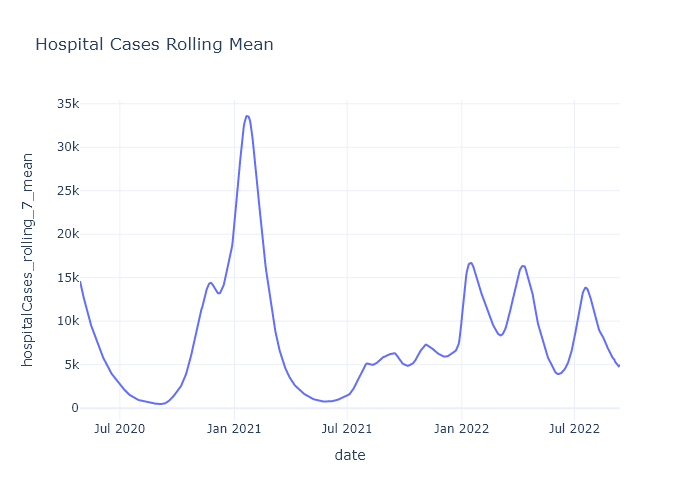 Hospital Cases Rolling Mean
35k
30k
25k
20k
15k
10k
5k
0
hospitalCases_rolling_7_mean
Jul 2020
Jan 2021
Jul 2021
Jan 2022
Jul 2022
date